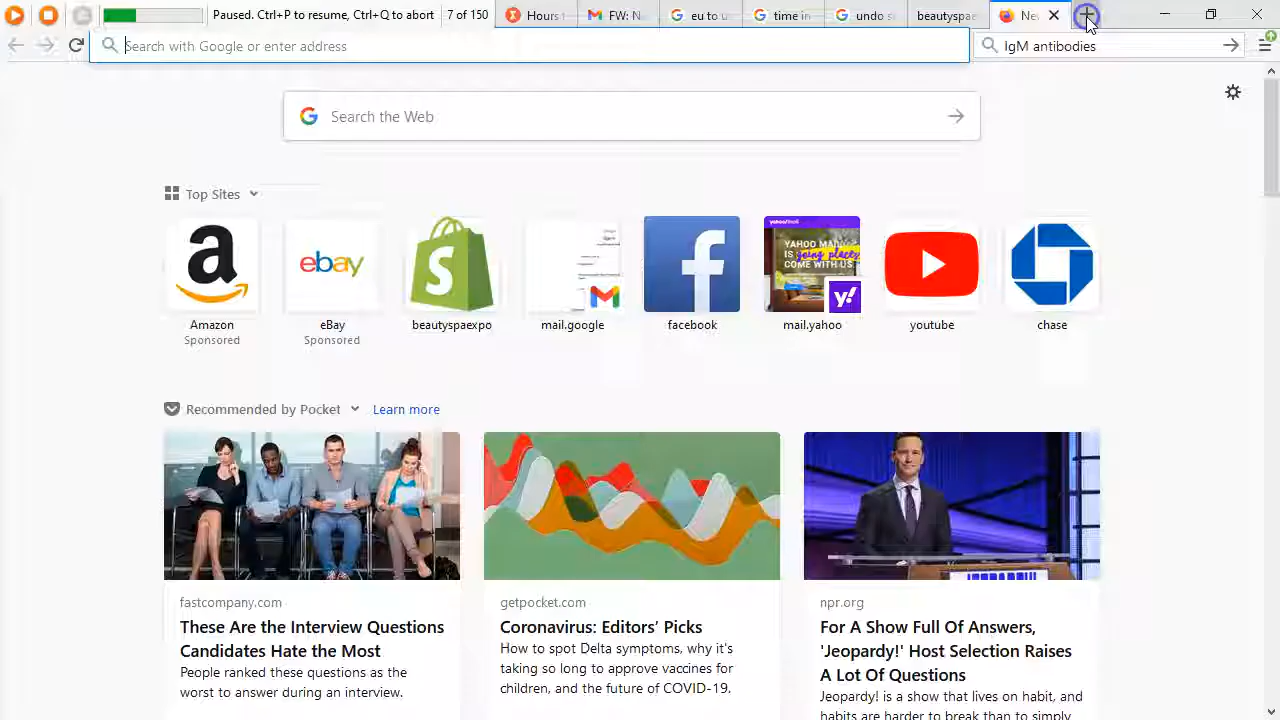 Paused. Ctrl+P to resume, Ctrl+Q to abort
7 of 13
Hours
FW: N
eu to u
time in
undo s
beautyspae
Ne
Search with Google or enter address
IgM antibodies
Search the Web
Top Sites
YAHOO MAIL
IS going places
COME WITH US
y!
Amazon
Sponsored
eBay
Sponsored
beautyspaexpo
mail.google
facebook
mail.yahoo
youtube
chase
Recommended by Pocket
Learn more
fastcompany.com
These Are the Interview Questions
Candidates Hate the Most
People ranked these questions as the
worst to answer during an interview.
getpocket.com
Coronavirus: Editors’ Picks
How to spot Delta symptoms, why it's
taking so long to approve vaccines for
children, and the future of COVID-19.
npr.org
For A Show Full Of Answers,
'Jeopardy!' Host Selection Raises
A Lot Of Questions
Jeopardy! is a show that lives on habit, and
habits are harder to break than to simply